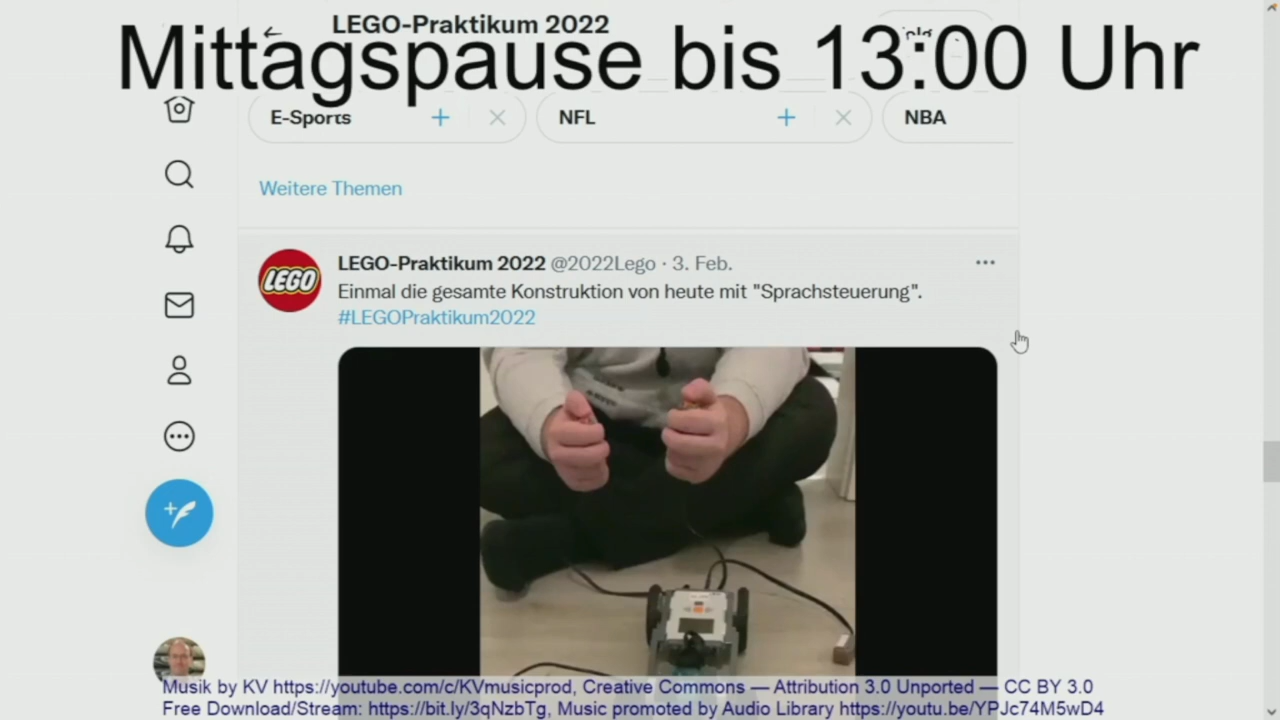 LEGO-Praktikum 2022
Mittagspause bis 13:00 Uhr
E-Sports
NFL
NBA
Weitere Themen
LEGO
LEGO-Praktikum 2022 @2022Lego · 3. Feb.
Einmal die gesamte Konstruktion von heute mit "Sprachsteuerung".
#LEGOPraktikum2022
Musik by KV https://youtube.com/c/KVmusicprod, Creative Commons — Attribution 3.0 Unported — CC BY 3.0
Free Download/Stream: https://bit.ly/3qNzbTg, Music promoted by Audio Library https://youtu.be/YPJc74M5wD4